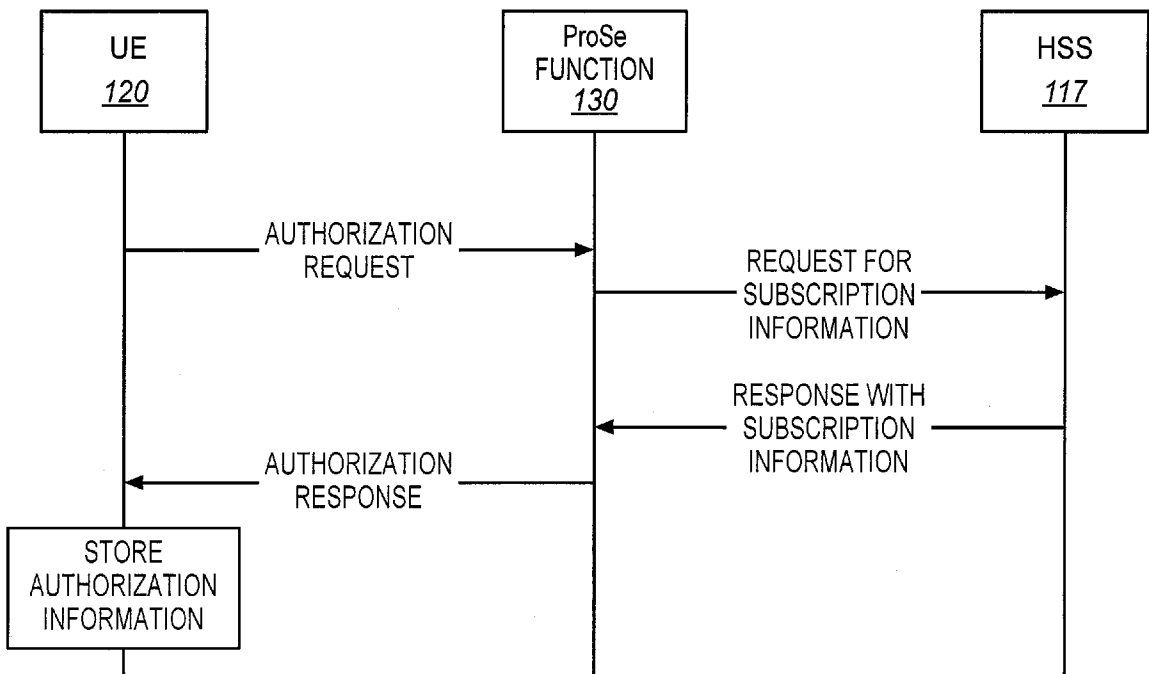 UE
120
ProSe
FUNCTION
130
HSS
117
AUTHORIZATION
REQUEST
REQUEST FOR
SUBSCRIPTION
INFORMATION
RESPONSE WITH
SUBSCRIPTION
INFORMATION
AUTHORIZATION
RESPONSE
STORE
AUTHORIZATION
INFORMATION